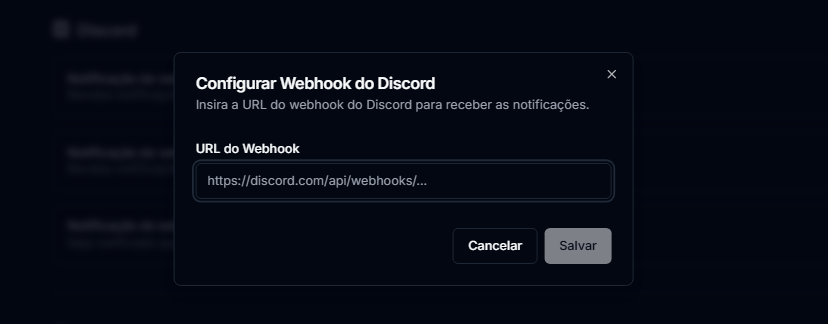 Discord
Configurar Webhook do Discord
Insira a URL do webhook do Discord para receber as notificações.
URL do Webhook
https://discord.com/api/webhooks/...
Cancelar
Salvar